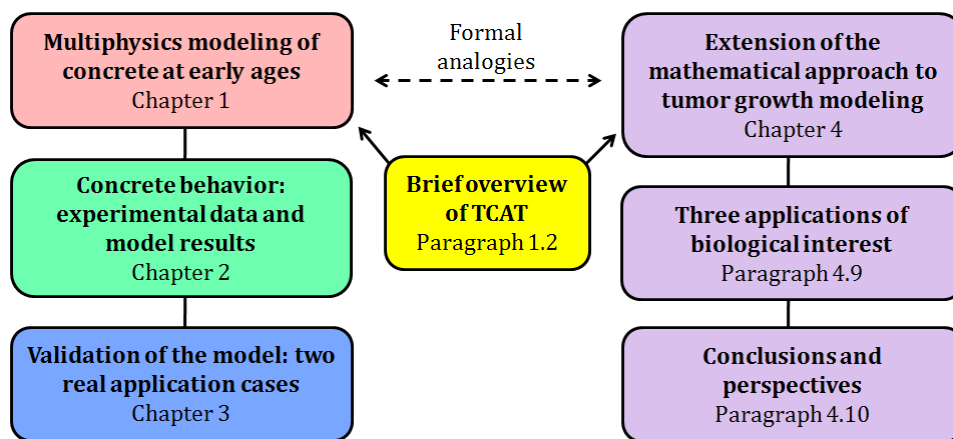 Multiphysics modeling of
concrete at early ages
Chapter 1
Formal
analogies
Extension of the
mathematical approach to
tumor growth modeling
Chapter 4
Concrete behavior:
experimental data and
model results
Chapter 2
Brief overview
of TCAT
Paragraph 1.2
Three applications of
biological interest
Paragraph 4.9
Validation of the model: two
real application cases
Chapter 3
Conclusions and
perspectives
Paragraph 4.10